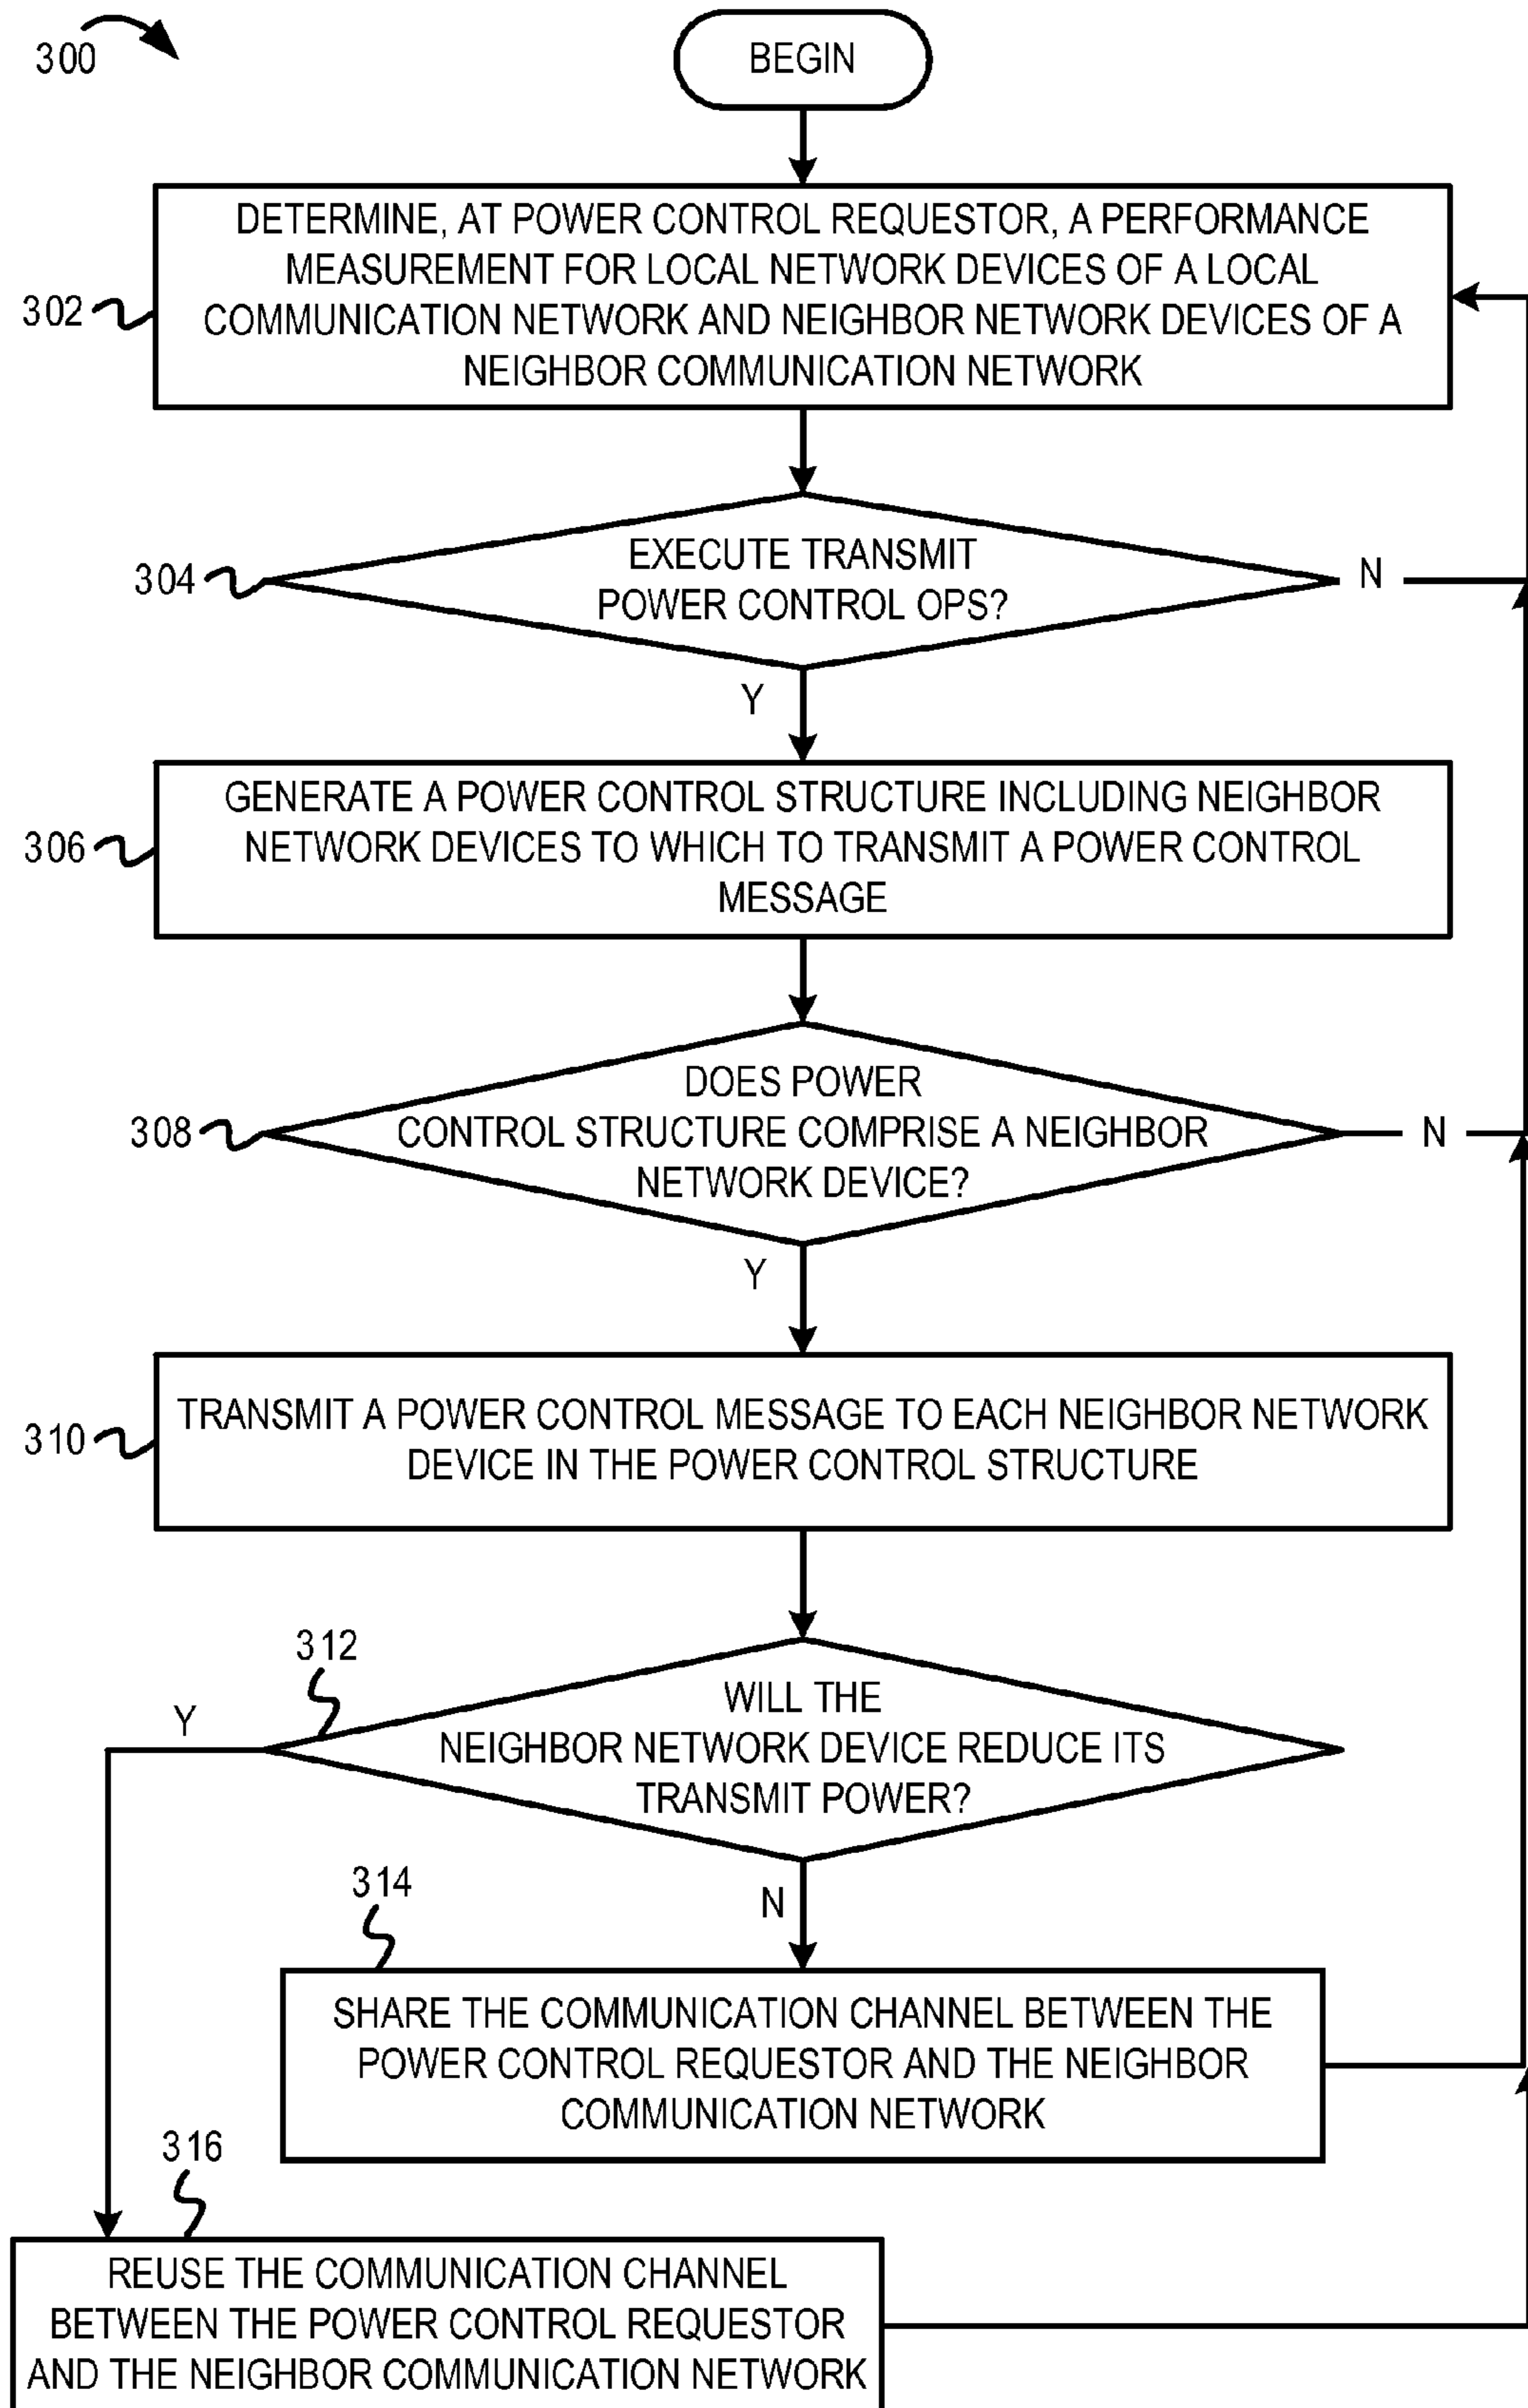 300
BEGIN
DETERMINE, AT POWER CONTROL REQUESTOR, A PERFORMANCE
MEASUREMENT FOR LOCAL NETWORK DEVICES OF A LOCAL
COMMUNICATION NETWORK AND NEIGHBOR NETWORK DEVICES OF A
NEIGHBOR COMMUNICATION NETWORK
302
EXECUTE TRANSMIT
POWER CONTROL OPS?
304
N
Y
GENERATE A POWER CONTROL STRUCTURE INCLUDING NEIGHBOR
NETWORK DEVICES TO WHICH TO TRANSMIT A POWER CONTROL
MESSAGE
306
DOES POWER
CONTROL STRUCTURE COMPRISE A NEIGHBOR
NETWORK DEVICE?
308
N
Y
TRANSMIT A POWER CONTROL MESSAGE TO EACH NEIGHBOR NETWORK
DEVICE IN THE POWER CONTROL STRUCTURE
310
312
WILL THE
NEIGHBOR NETWORK DEVICE REDUCE ITS
TRANSMIT POWER?
Y
N
314
SHARE THE COMMUNICATION CHANNEL BETWEEN THE
POWER CONTROL REQUESTOR AND THE NEIGHBOR
COMMUNICATION NETWORK
316
REUSE THE COMMUNICATION CHANNEL
BETWEEN THE POWER CONTROL REQUESTOR
AND THE NEIGHBOR COMMUNICATION NETWORK